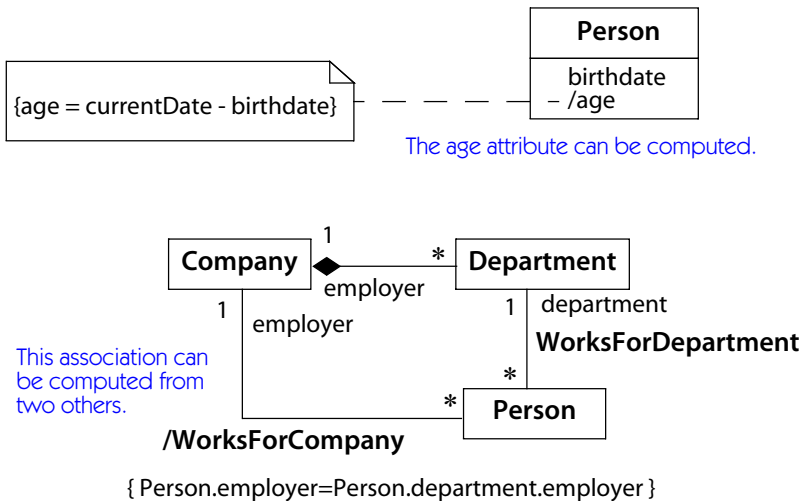 Person
birthdate
/age
{age = currentDate - birthdate}
The age attribute can be computed.
1
*
Company
Department
employer
1
employer
1
department
WorksForDepartment
This association can
be computed from
two others.
*
*
Person
/WorksForCompany
{ Person.employer=Person.department.employer }